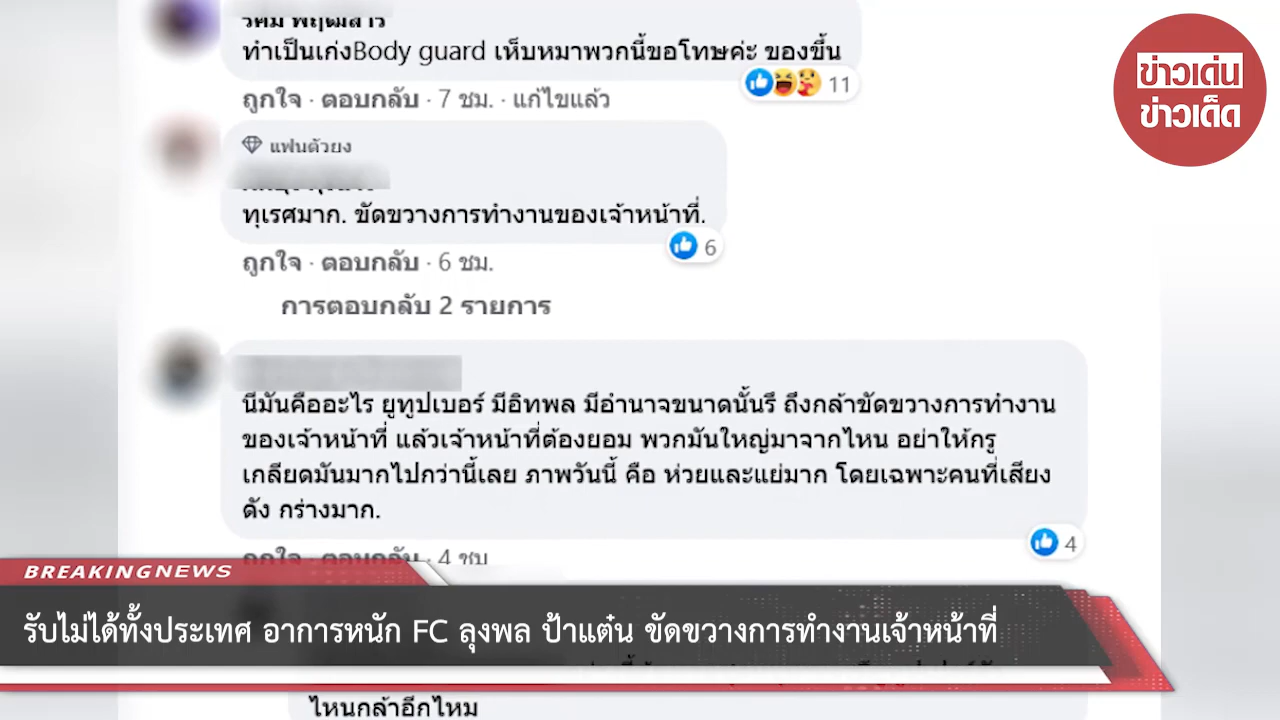 ทำเป็นเก่งBody guard เห็บหมาพวกนี้ขอโทษค่ะ ของขึ้น
ถูกใจ · ตอบกลับ · 7 ชม. · แก้ไขแล้ว
11
ข่าวเด่น
ข่าวเด็ด
แฟนตัวยง
ทุเรศมาก. ขัดขวางการทำงานของเจ้าหน้าที่.
6
ถูกใจ · ตอบกลับ · 6 ชม.
การตอบกลับ 2 รายการ
นี่มันคืออะไร ยูทูปเบอร์ มีอิทพล มีอำนาจขนาดนั้นรึ ถึงกล้าขัดขวางการทำงาน
ของเจ้าหน้าที่ แล้วเจ้าหน้าที่ต้องยอม พวกมันใหญ่มาจากไหน อย่าให้กรู
เกลียดมันมากไปกว่านี้เลย ภาพวันนี้ คือ ห่วยและแย่มาก โดยเฉพาะคนที่เสียง
ดัง กร่างมาก.
4
ถูกใจ · ตอบกลับ · 4 ชม
BREAKINGNEWS
รับไม่ได้ทั้งประเทศ อาการหนัก FC ลุงพล ป้าแต๋น ขัดขวางการทำงานเจ้าหน้าที่
ไหนกล้าอีกไหม